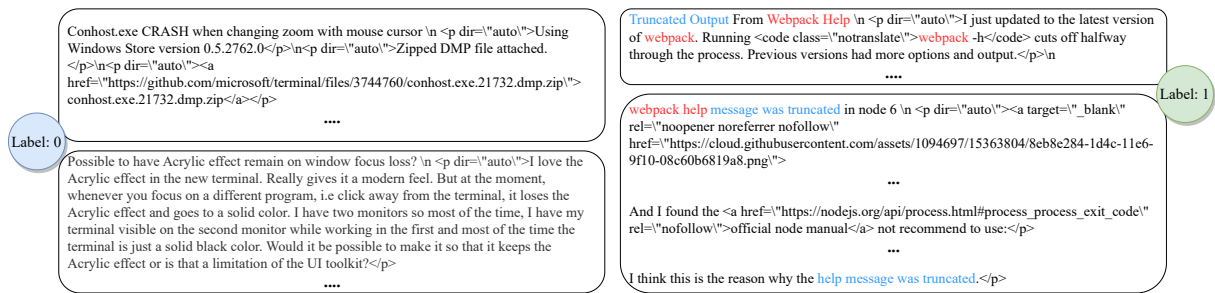 Conhost.exe CRASH when changing zoom with mouse cursor \n <p dir=\"auto\">Using
Windows Store version 0.5.2762.0</p>\n<p dir=\"auto\">Zipped DMP file attached.
</p>\n<p dir=\"auto\"><a
href=\"https://github.com/microsoft/terminal/files/3744760/conhost.exe.21732.dmp.zip\">
conhost.exe.21732.dmp.zip</a></p>
....
Label: 0
Possible to have Acrylic effect remain on window focus loss? \n <p dir=\"auto\">I love the
Acrylic effect in the new terminal. Really gives it a modern feel. But at the moment,
whenever you focus on a different program, i.e click away from the terminal, it loses the
Acrylic effect and goes to a solid color. I have two monitors so most of the time, I have my
terminal visible on the second monitor while working in the first and most of the time the
terminal is just a solid black color. Would it be possible to make it so that it keeps the
Acrylic effect or is that a limitation of the UI toolkit?</p>
....
Truncated Output From Webpack Help \n <p dir=\"auto\">I just updated to the latest version
of webpack. Running <code class=\"notranslate\">webpack -h</code> cuts off halfway
through the process. Previous versions had more options and output.</p>\n
....
Label: 1
webpack help message was truncated in node 6 \n <p dir=\"auto\"><a target=\"_blank\"
rel=\"noopener noreferrer nofollow\"
href=\"https://cloud.githubusercontent.com/assets/1094697/15363804/8eb8e284-1d4c-11e6-
9f10-08c60b6819a8.png\">
...
And I found the <a href=\"https://nodejs.org/api/process.html#process_process_exit_code\"
rel=\"nofollow\">official node manual</a> not recommend to use:</p>
...
I think this is the reason why the help message was truncated.</p>